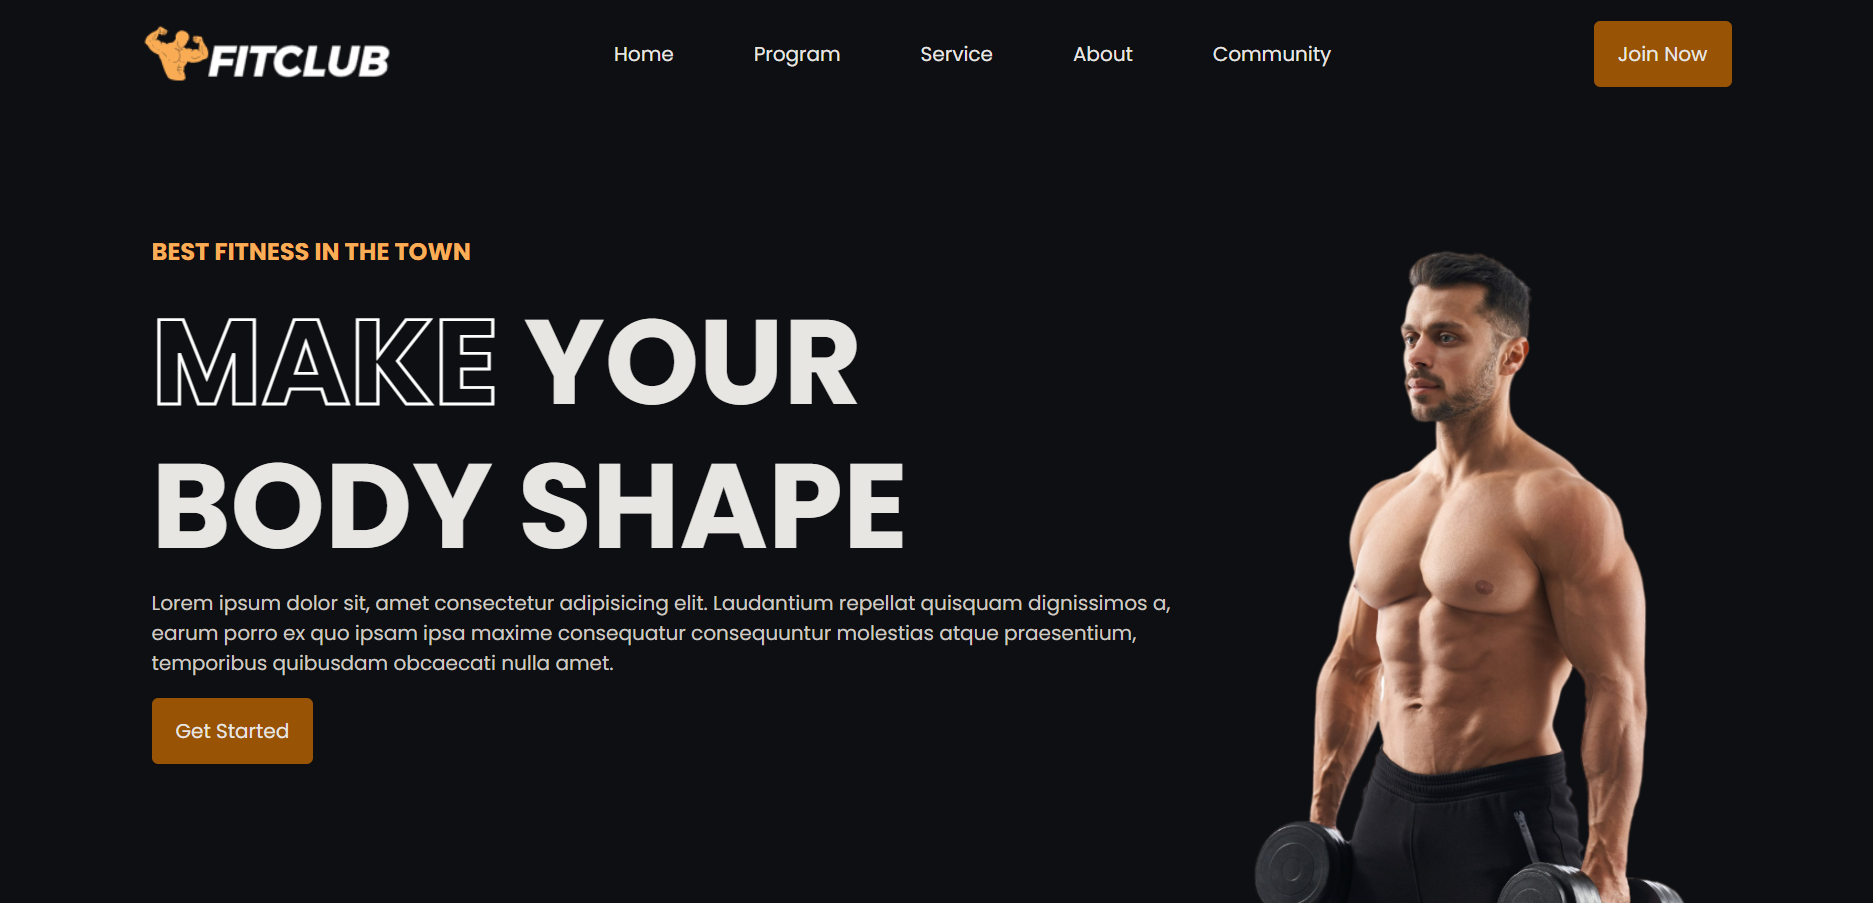 FITCLUB
Home
Program
Service
About
Community
Join Now
BEST FITNESS IN THE TOWN
MAKE YOUR
BODY SHAPE
Lorem ipsum dolor sit, amet consectetur adipisicing elit. Laudantium repellat quisquam dignissimos a,
earum porro ex quo ipsam ipsa maxime consequatur consequuntur molestias atque praesentium,
temporibus quibusdam obcaecati nulla amet.
Get Started